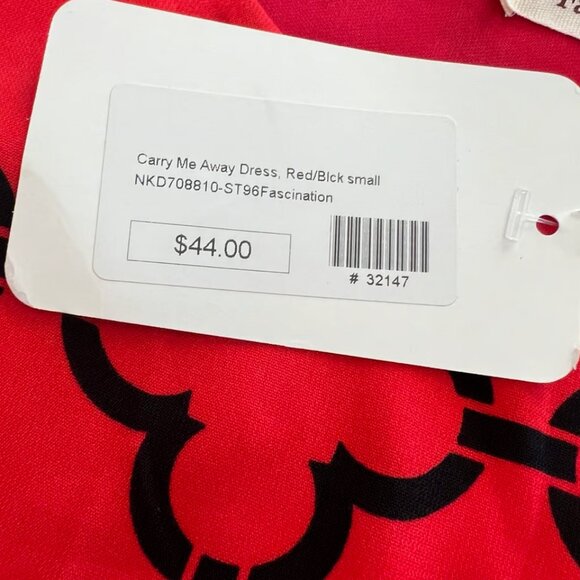 Carry Me Away Dress, Red/Blck small
NKD708810-ST96Fascination
$44.00
# 32147